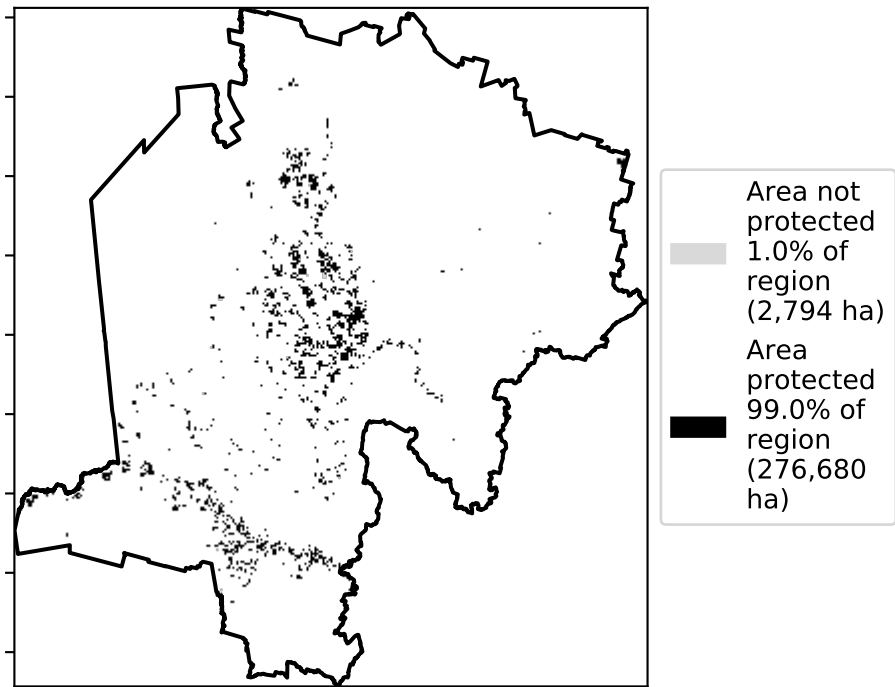 Area not
protected
1.0% of
region
(2,794 ha)
Area
protected
99.0% of
region
(276,680
ha)